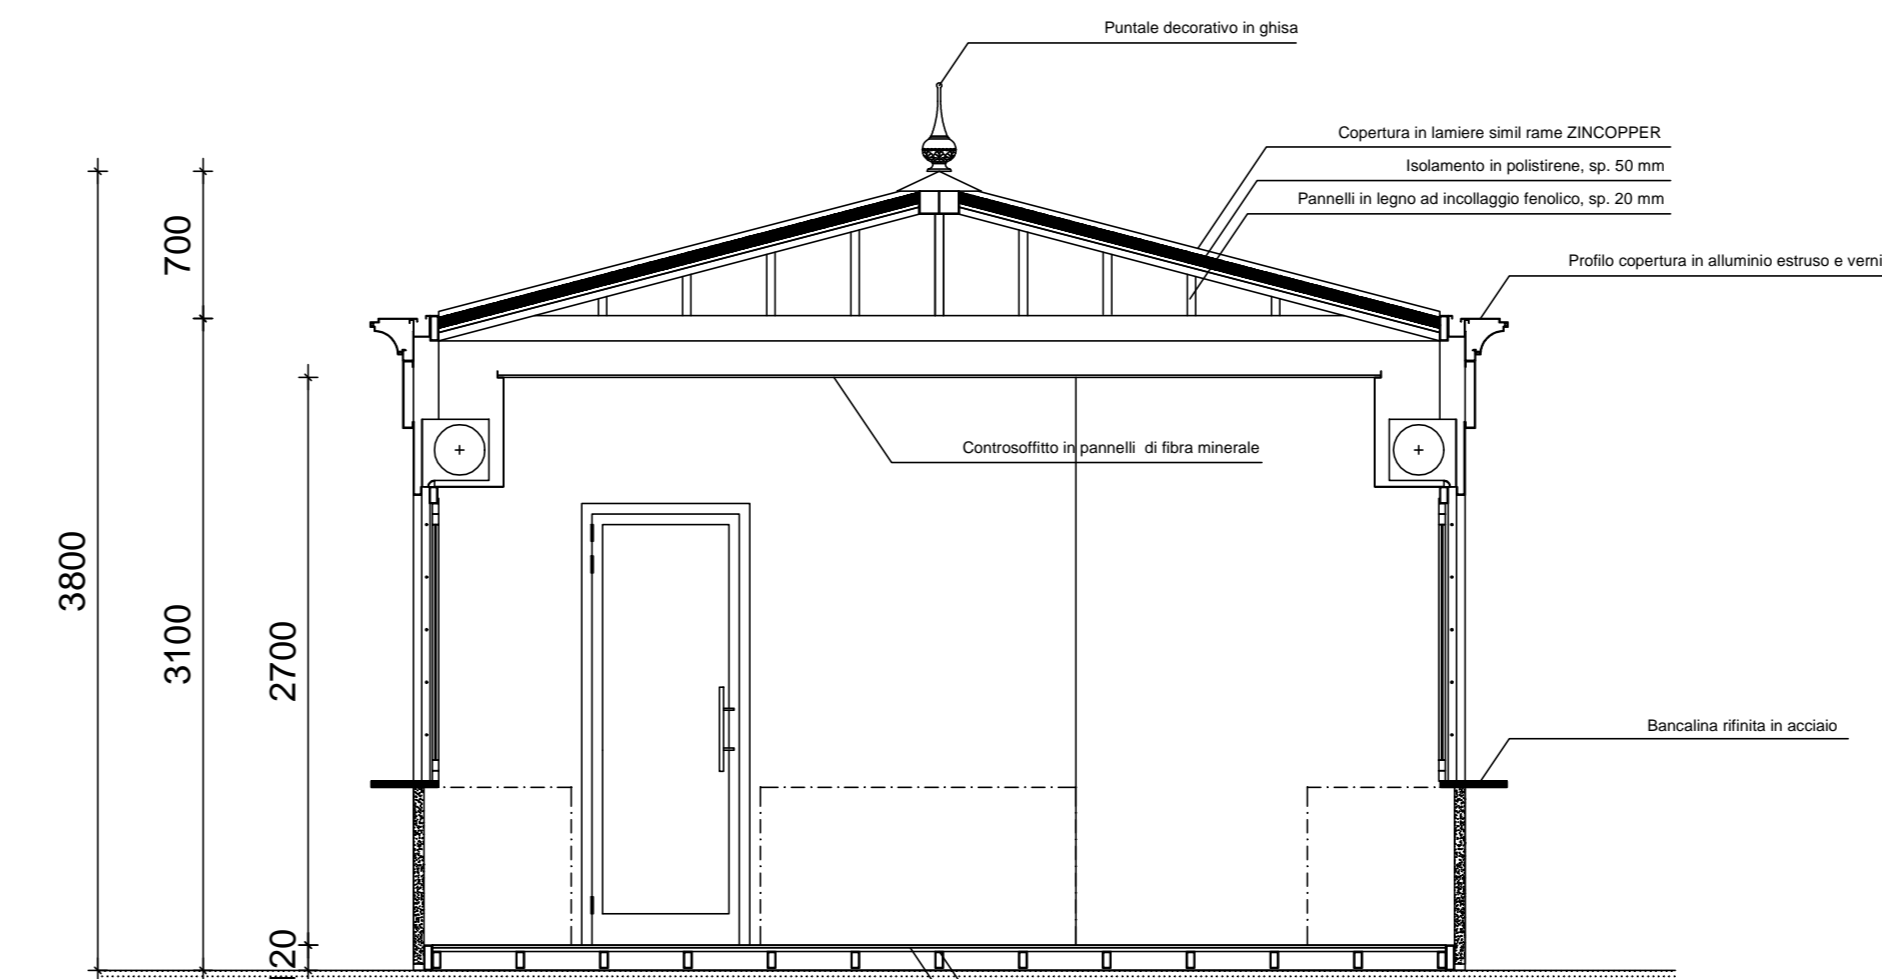 Puntale decorativo in ghisa
Copertura in lamiere simil rame ZINCOPPER
Isolamento in polistirene, sp. 50 mm
Pannelli in legno ad incollaggio fenolico, sp. 20 mm
Profilo copertura in alluminio estruso e verni
Controsoffitto in pannelli di fibra minerale
Bancalina rifinita in acciaio
3800
700
3100
2700
120